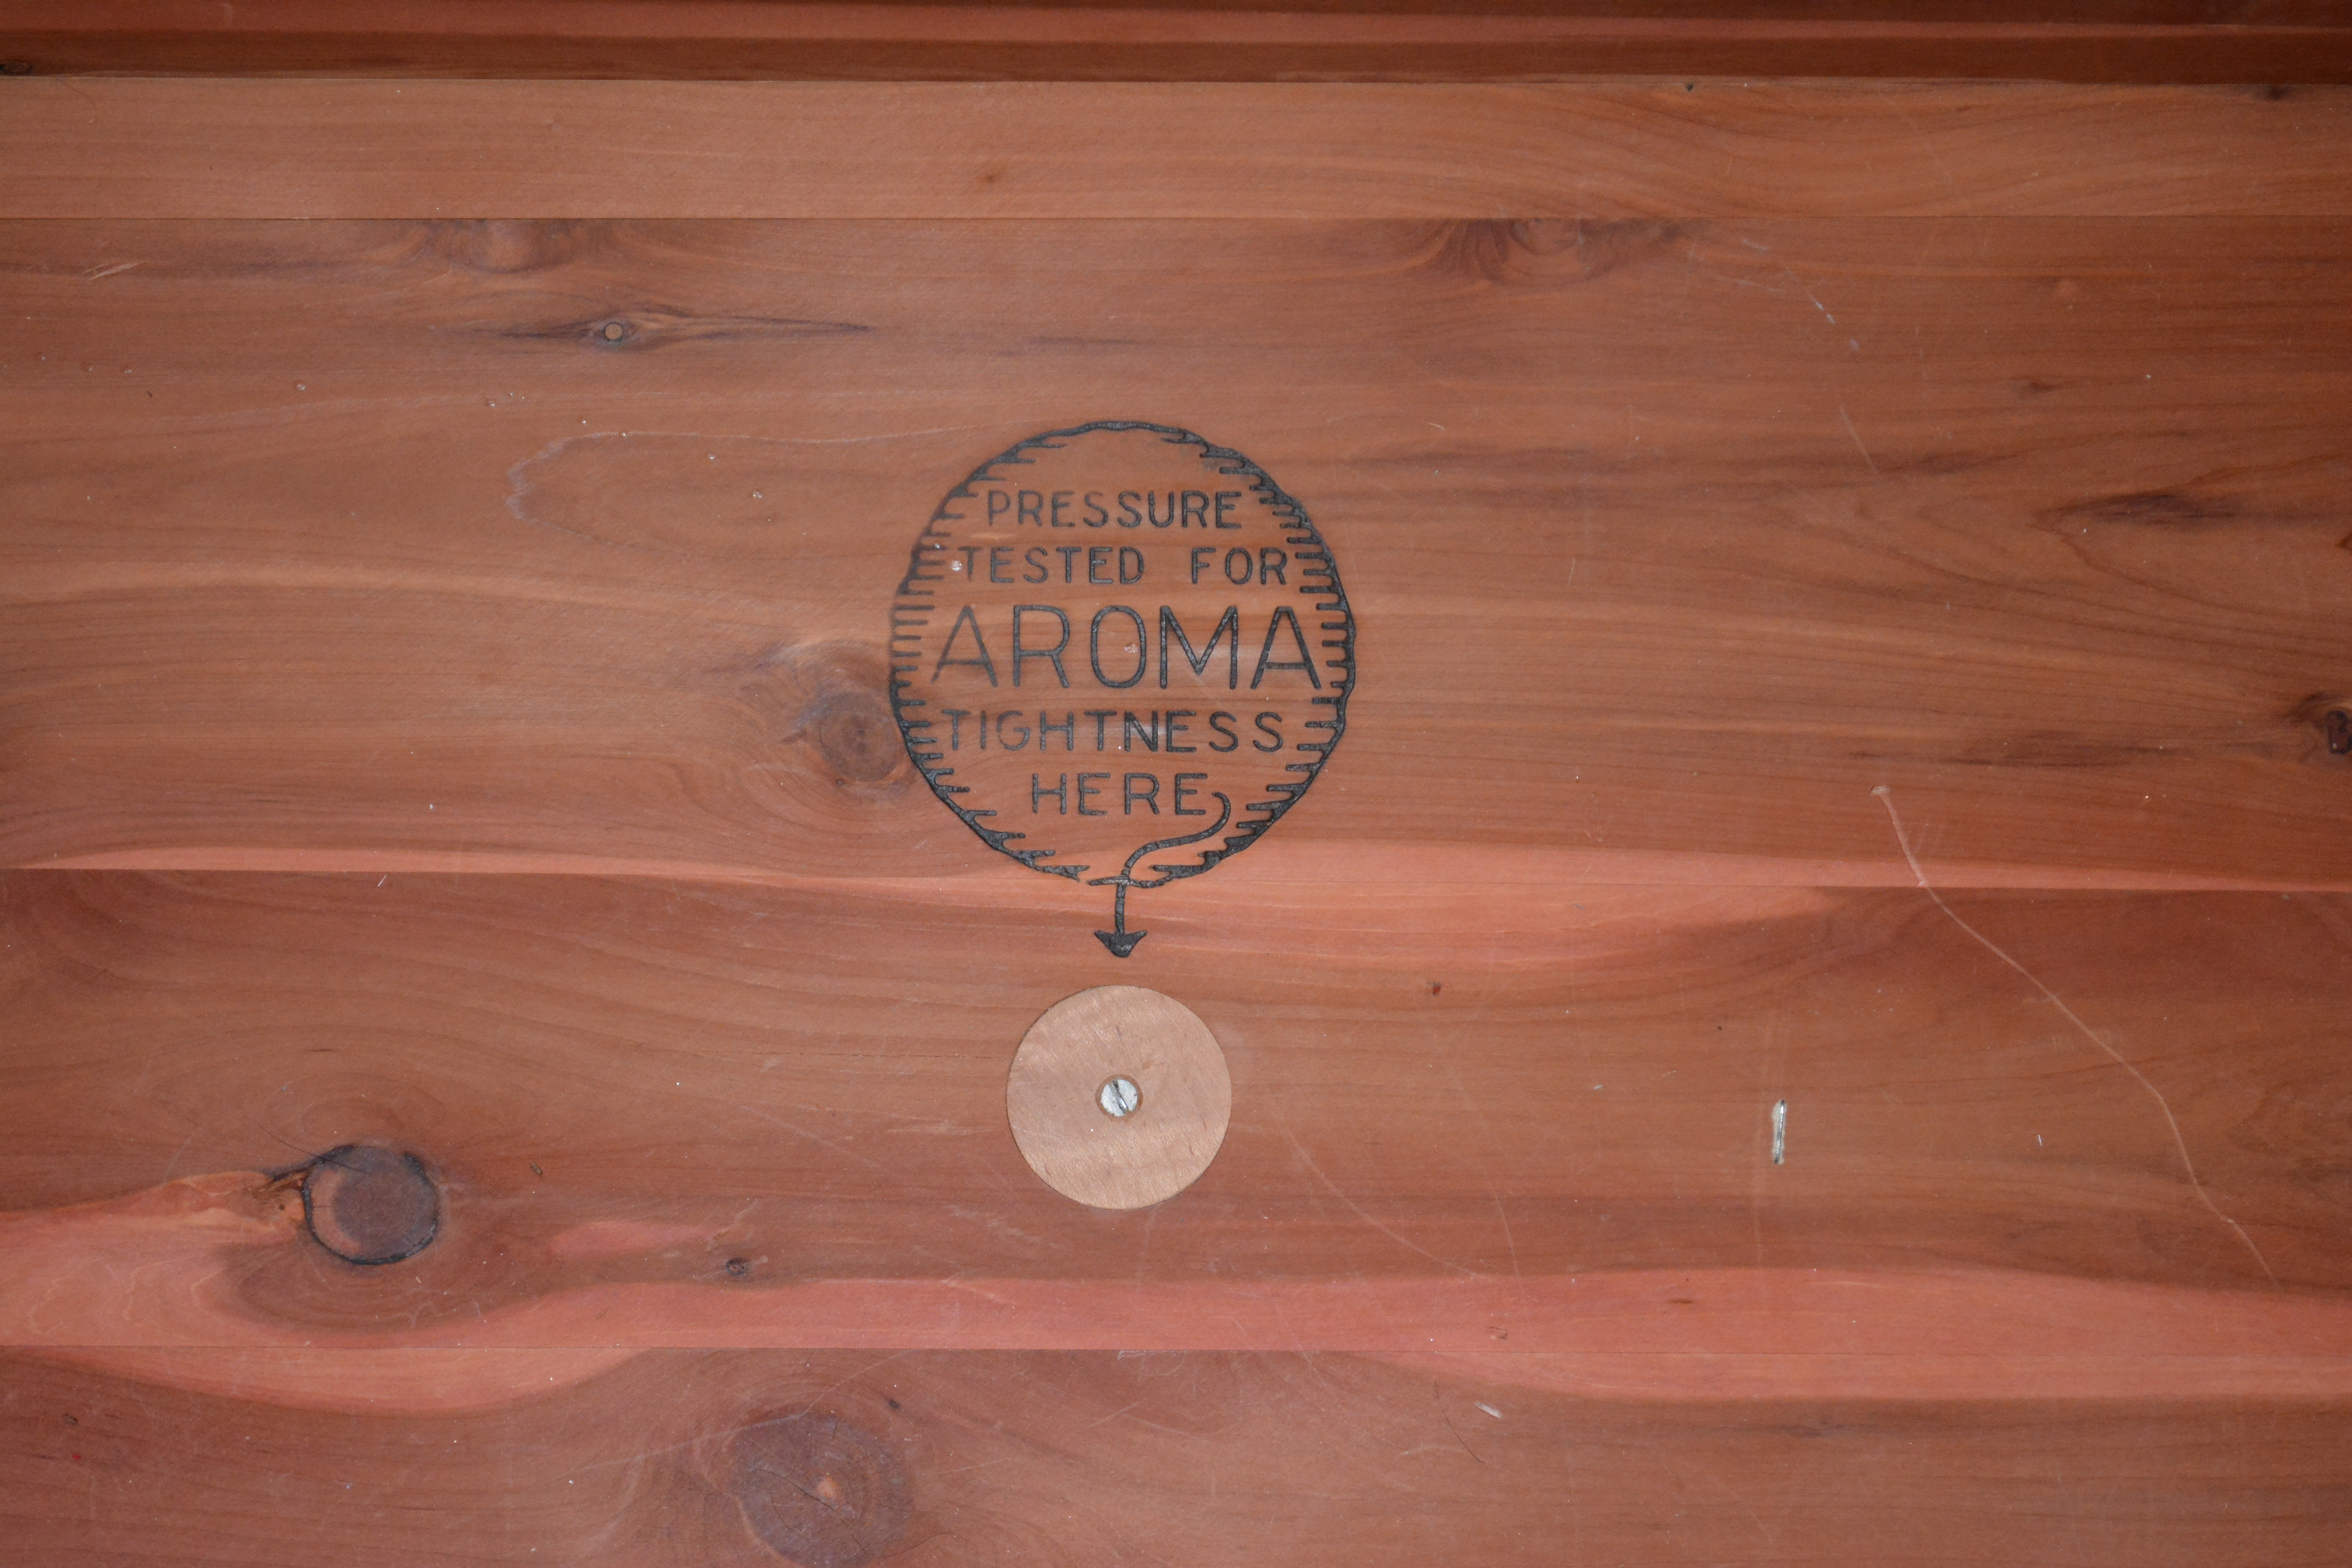 PRESSURE
TESTED FOR
AROMA
TIGHTNESS
HERE